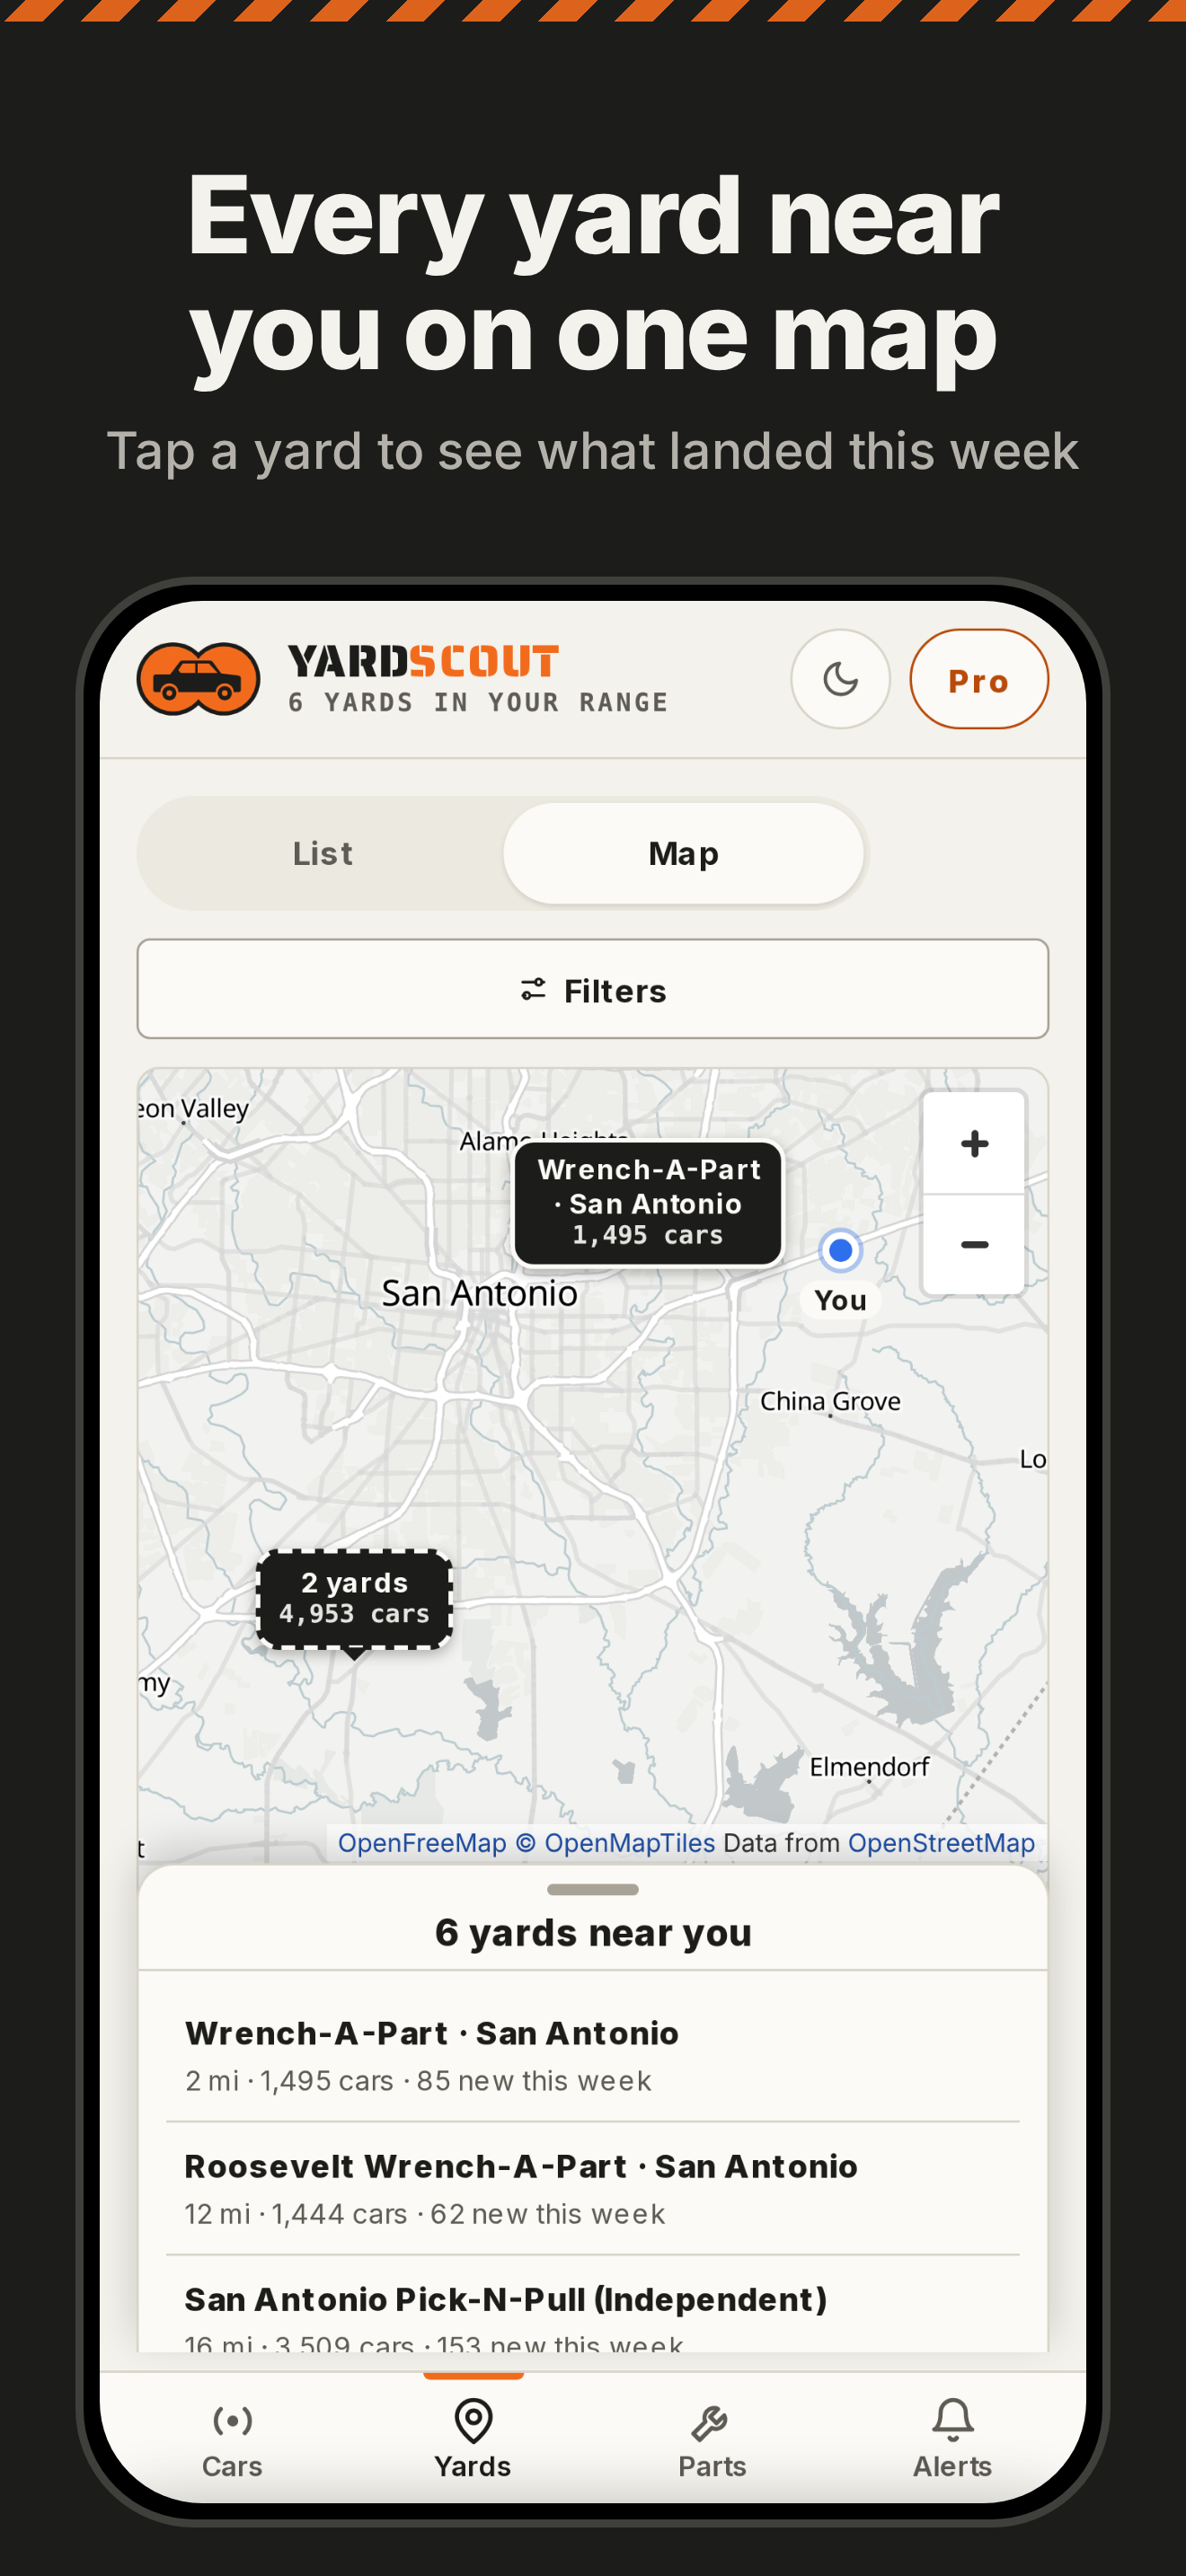 Every yard near
you on one map
Tap a yard to see what landed this week
YARDSCOUT
6 YARDS IN YOUR RANGE
Pro
List
Map
Filters
eon Valley
Alamo Heights
Wrench-A-Part
· San Antonio
1,495 cars
+
−
You
San Antonio
China Grove
Lo
2 yards
4,953 cars
my
Elmendorf
t
OpenFreeMap © OpenMapTiles Data from OpenStreetMap
6 yards near you
Wrench-A-Part · San Antonio
2 mi · 1,495 cars · 85 new this week
Roosevelt Wrench-A-Part · San Antonio
12 mi · 1,444 cars · 62 new this week
San Antonio Pick-N-Pull (Independent)
16 mi · 3,509 cars · 153 new this week
Cars
Yards
Parts
Alerts